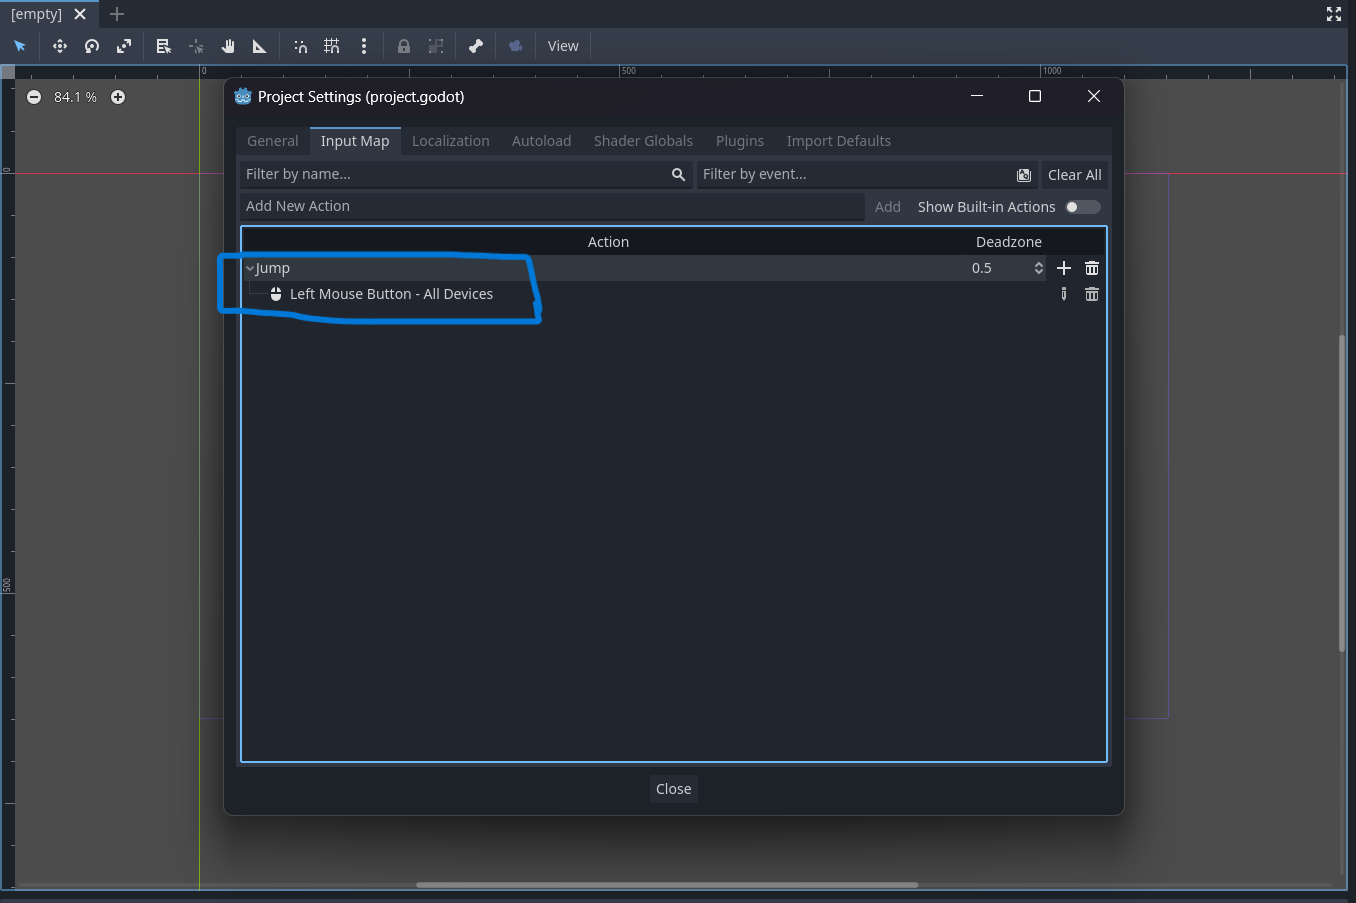 [empty]
View
0 500 1000
84.1 %
Project Settings (project.godot)
General Input Map Localization Autoload Shader Globals Plugins Import Defaults
Filter by name... Filter by event... Clear All
Add New Action Add Show Built-in Actions
Action Deadzone
Jump 0.5
Left Mouse Button - All Devices
0
500
Close